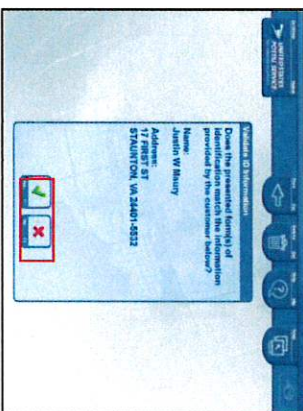 UNITED STATES
POSTAL SERVICE
Validate ID Information
Does the presented form(s) of
identification match the information
provided by the customer below?
Name:
Justin W Maury
Address:
17 FIRST ST
STAUNTON, VA 24401-5532